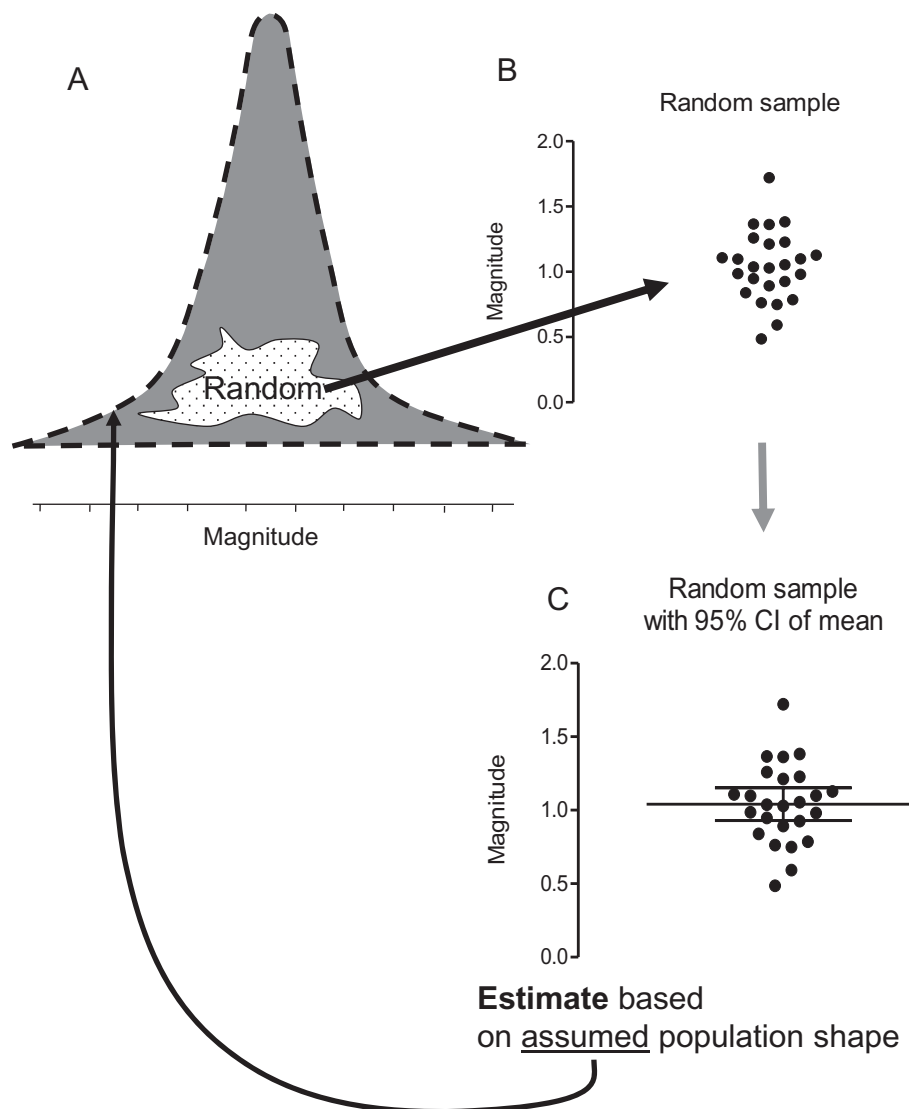 A
Random
Magnitude
B
Random sample
Magnitude
2.0
1.5
1.0
0.5
0.0
C
Random sample
with 95% CI of mean
Magnitude
2.0
1.5
1.0
0.5
0.0
Estimate based
on assumed population shape